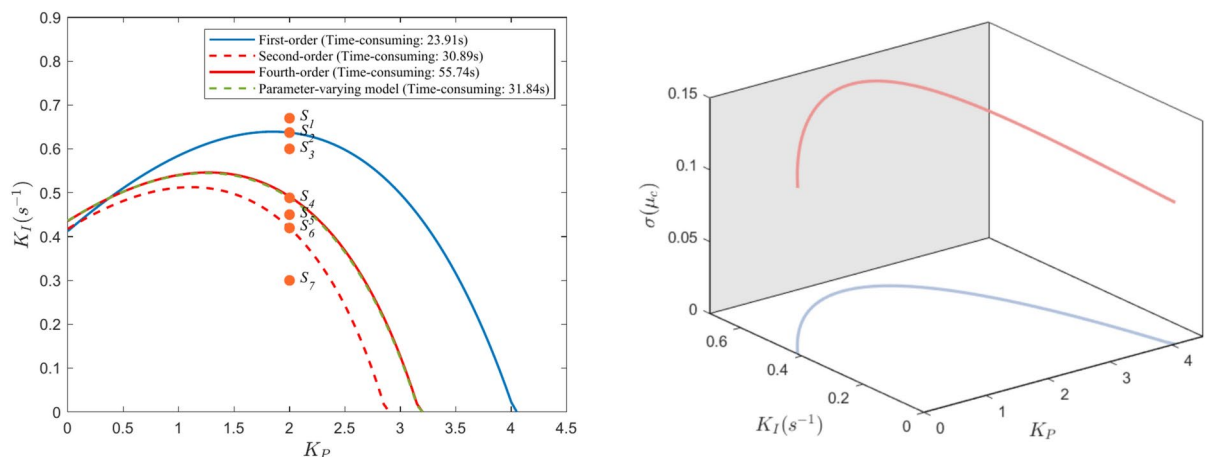 First-order (Time-consuming: 23.91s)
Second-order (Time-consuming: 30.89s)
Fourth-order (Time-consuming: 55.74s)
Parameter-varying model (Time-consuming: 31.84s)
0.9
0.8
0.7
0.6
0.5
0.4
0.3
0.2
0.1
0
K_I(s^{-1})
S_1
S_2
S_3
S_4
S_5
S_6
S_7
0 0.5 1 1.5 2 2.5 3 3.5 4 4.5
K_P
0.15
0.1
0.05
0
σ(μ_c)
0.6
0.4
0.2
0
K_I(s^{-1})
0
1
2
3
4
K_P